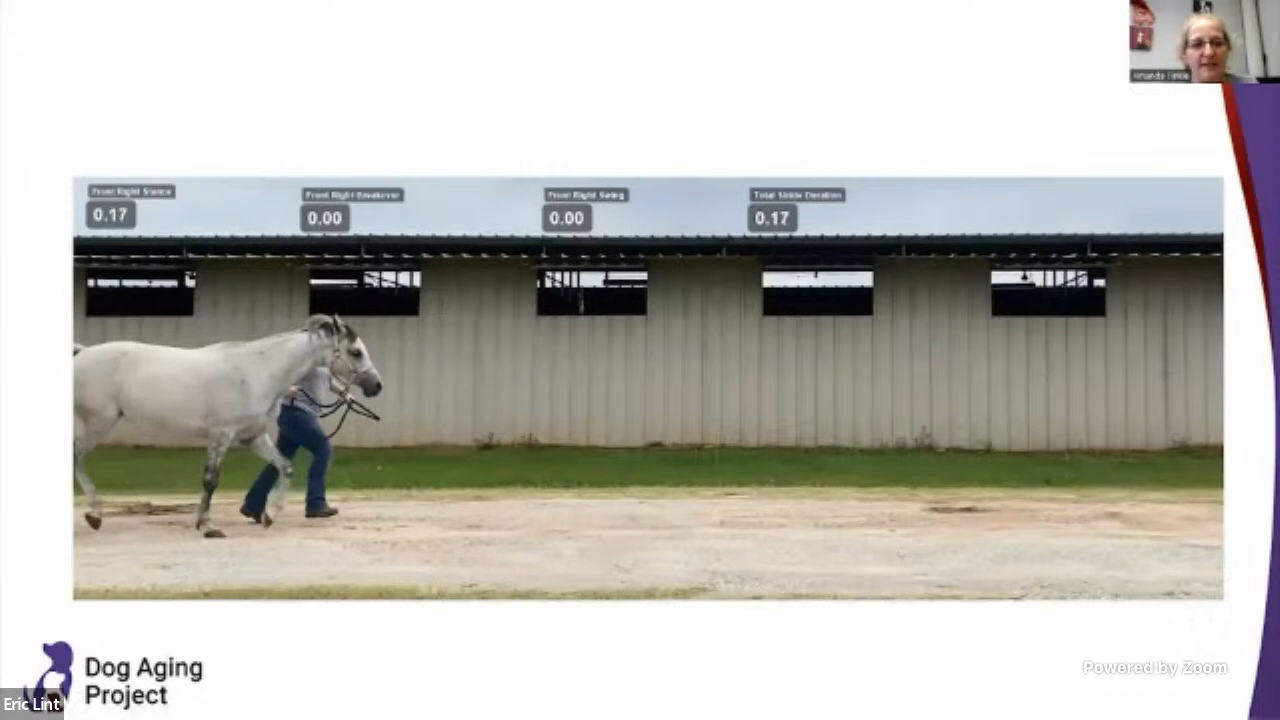 Front Right Stance
0.17
Front Right Breakover
0.00
Front Right Swing
0.00
Total Stride Duration
0.17
Dog Aging
Project
Eric Lint
Powered by Zoom